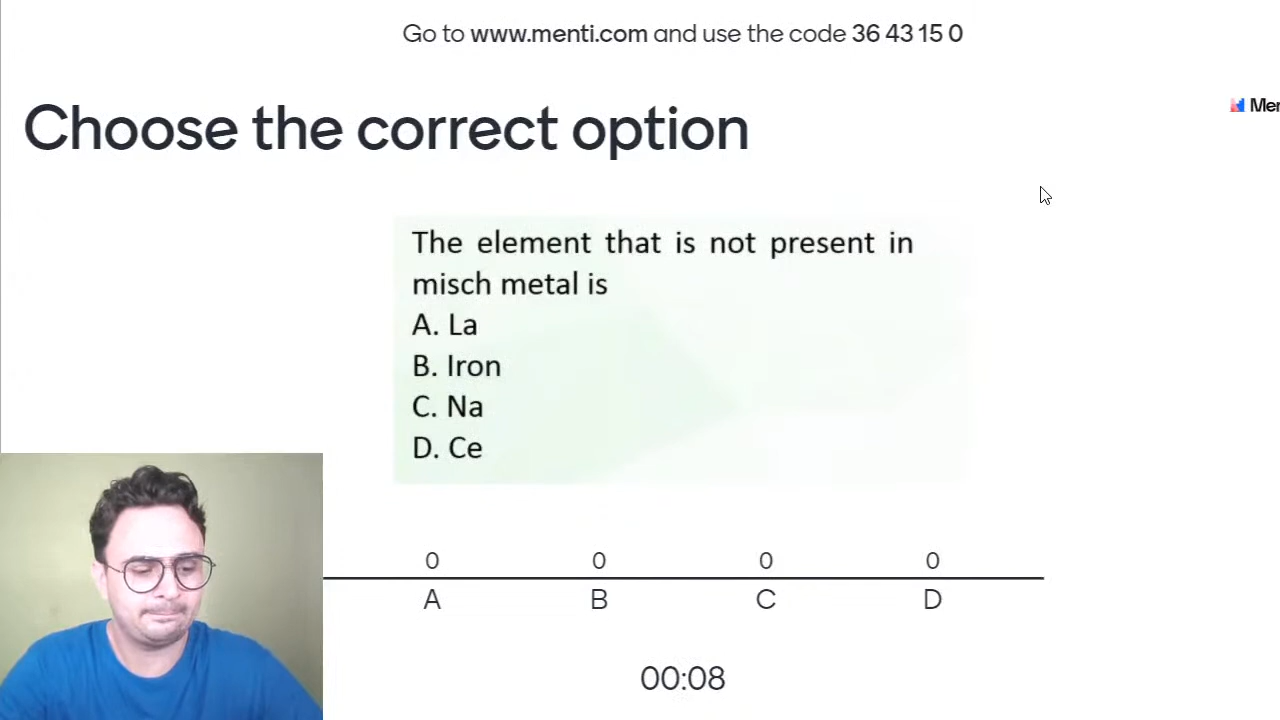 Go to www.menti.com and use the code 36 43 15 0
Choose the correct option
The element that is not present in
misch metal is
A. La
B. Iron
C. Na
D. Ce
0 0 0 0
A B C D
00:08